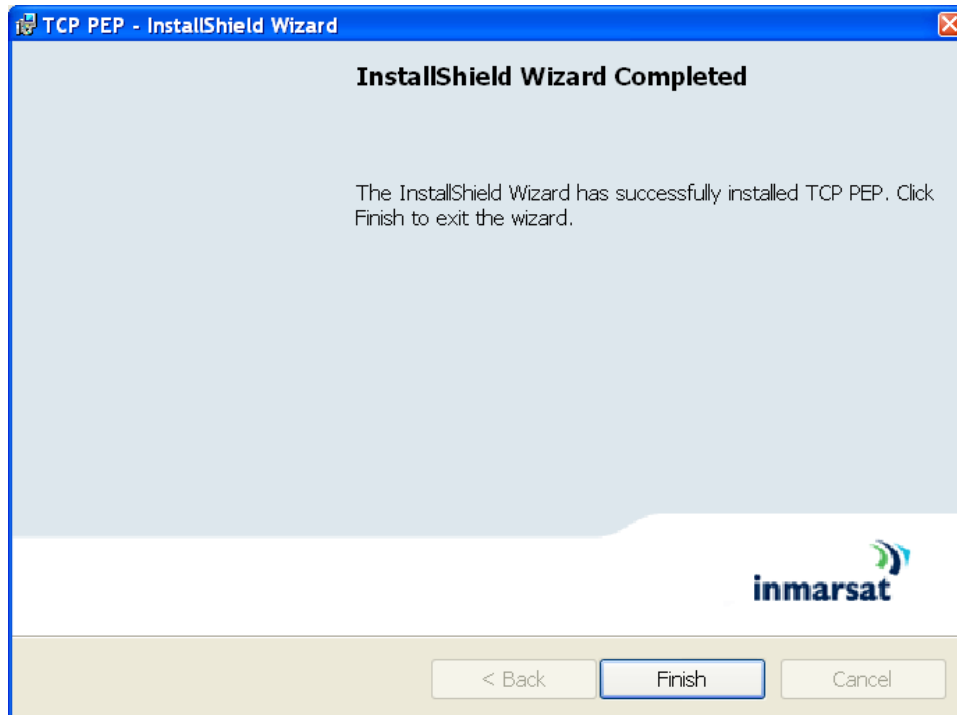 TCP PEP - InstallShield Wizard
InstallShield Wizard Completed
The InstallShield Wizard has successfully installed TCP PEP. Click
Finish to exit the wizard.
inmarsat
< Back
Finish
Cancel